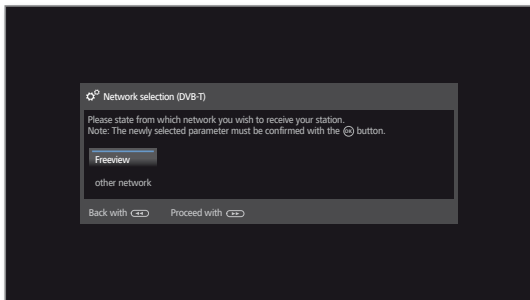 Network selection (DVB-T)
Please state from which network you wish to receive your station.
Note: The newly selected parameter must be confirmed with the OK button.
Freeview
other network
Back with Proceed with